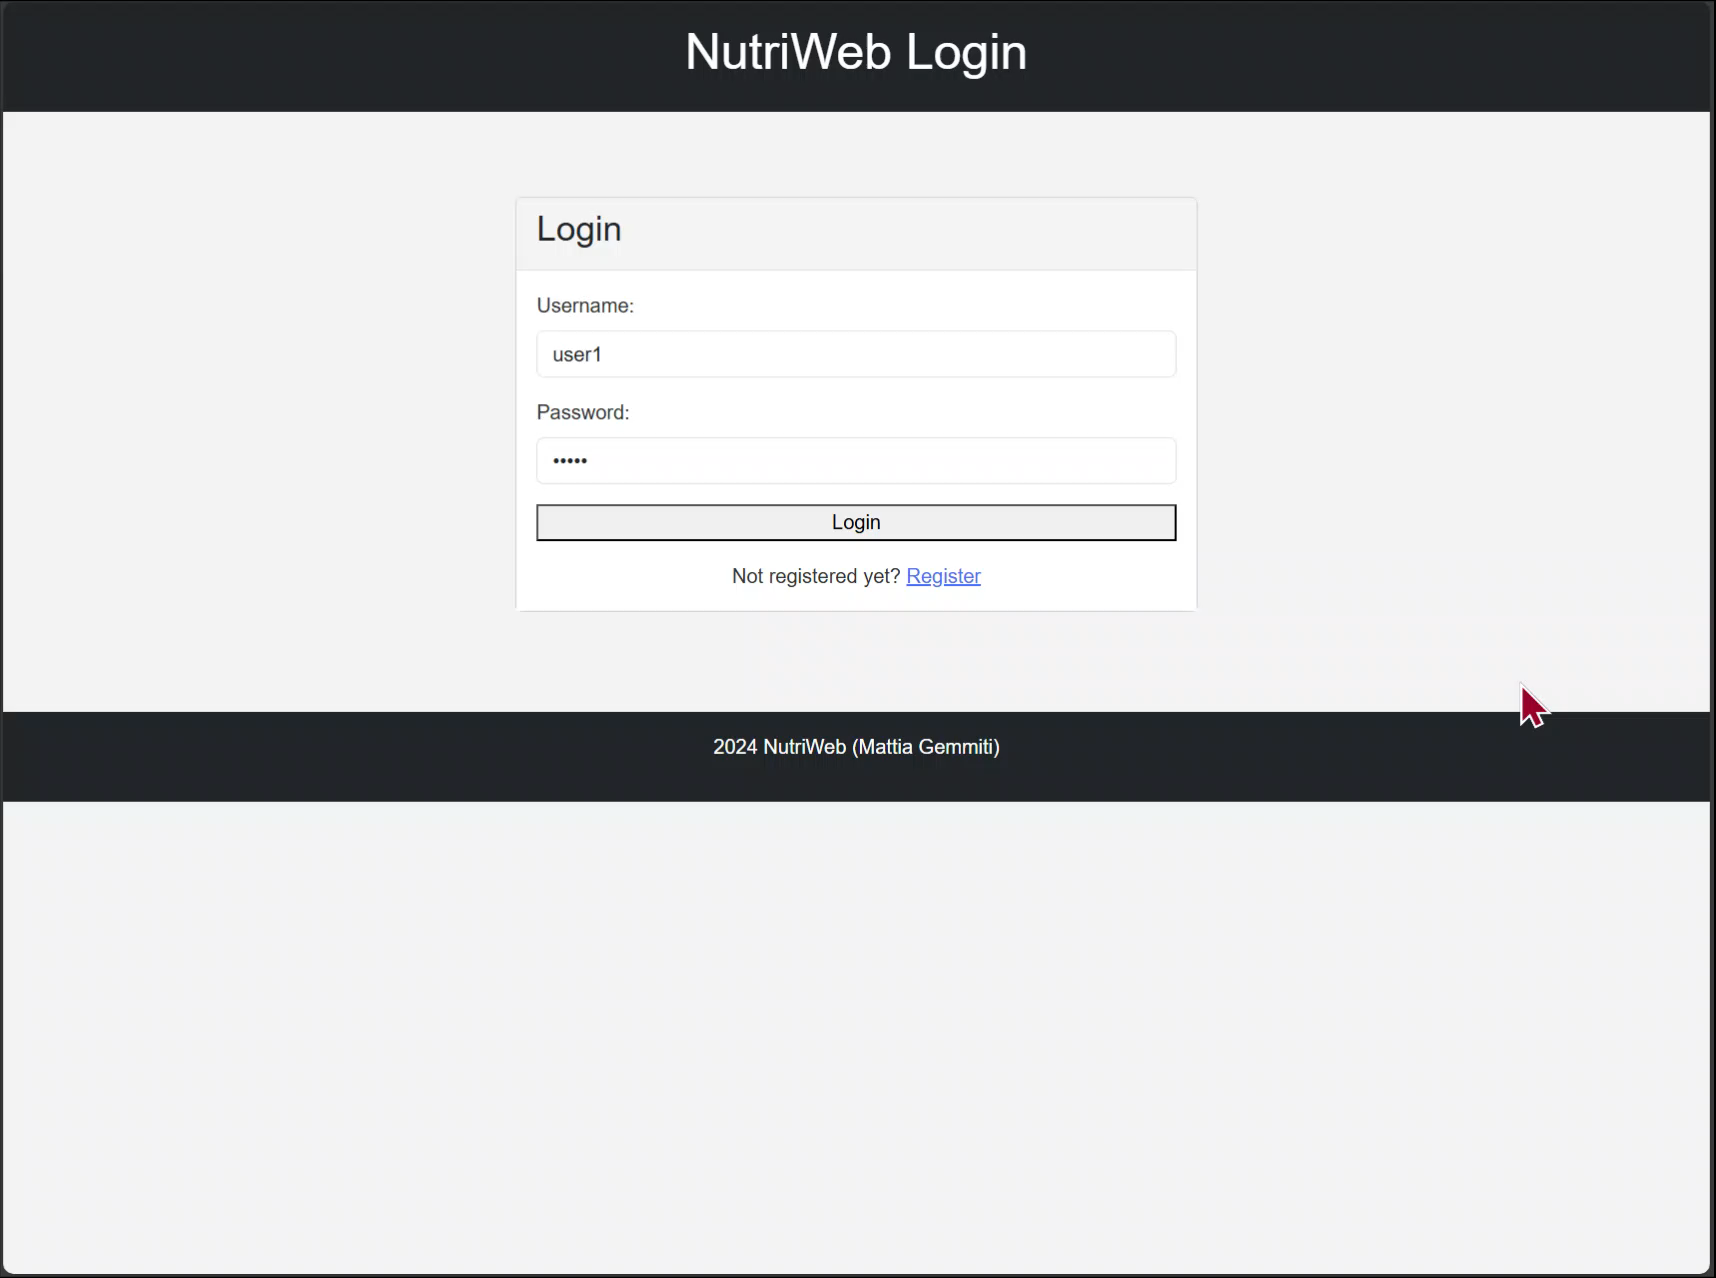 NutriWeb Login
Login
Username:
user1
Password:
•••••
Login
Not registered yet? Register
2024 NutriWeb (Mattia Gemmiti)